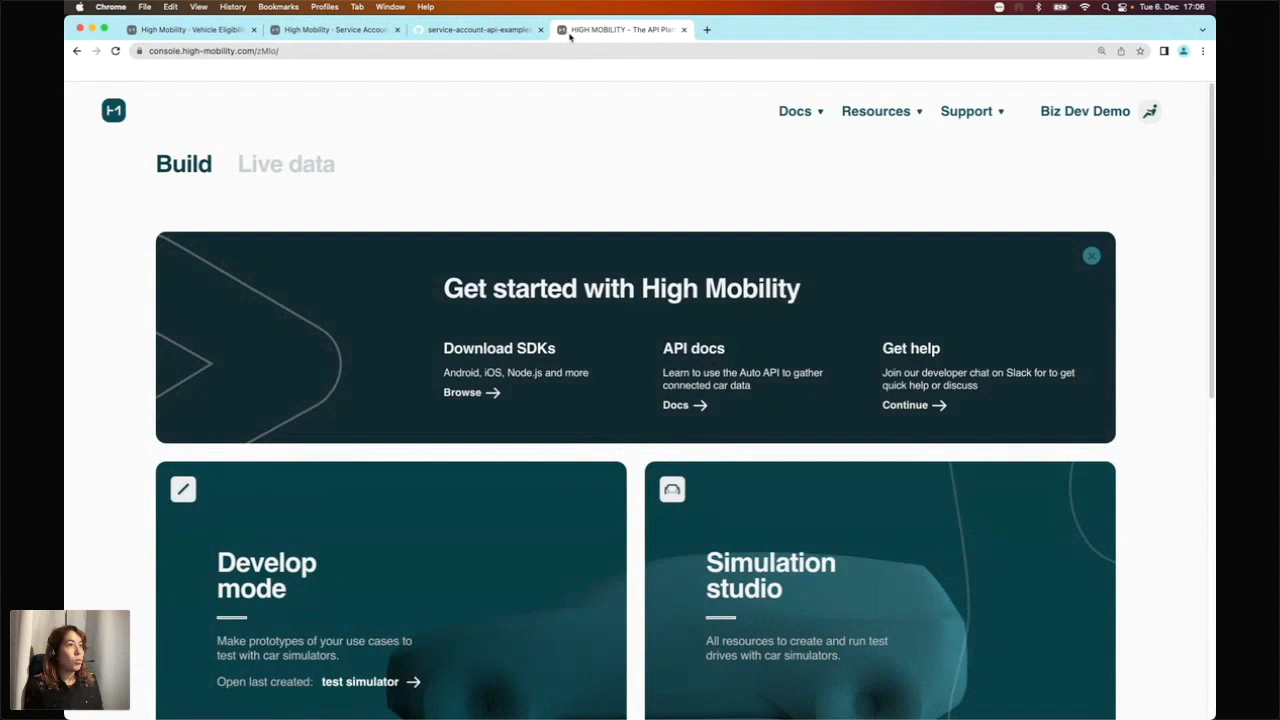 Chrome File Edit View History Bookmarks Profiles Tab Window Help Tue 6. Dec 17:06
High Mobility - Vehicle Eligibili High Mobility - Service Accoun service-account-api-example HIGH MOBILITY – The API Pla
console.high-mobility.com/zMlo/
Docs Resources Support Biz Dev Demo
Build Live data
Get started with High Mobility
Download SDKs
Android, iOS, Node.js and more
Browse
API docs
Learn to use the Auto API to gather
connected car data
Docs
Get help
Join our developer chat on Slack for to get
quick help or discuss
Continue
Develop
mode
Make prototypes of your use cases to
test with car simulators.
Open last created: test simulator
Simulation
studio
All resources to create and run test
drives with car simulators.